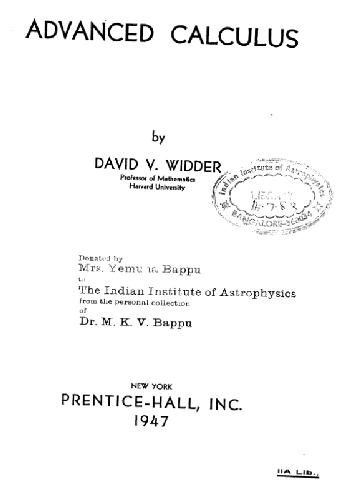 ADVANCED CALCULUS
by
DAVID V. WIDDER
Professor of Mathematics
Harvard University
Indian Institute of Astrophysics
BANGALORE-560034
Donated by
Mrs. Yemuna Bappu
to
The Indian Institute of Astrophysics
from the personal collection
of
Dr. M. K. V. Bappu
NEW YORK
PRENTICE-HALL, INC.
1947
IIA Lib.,